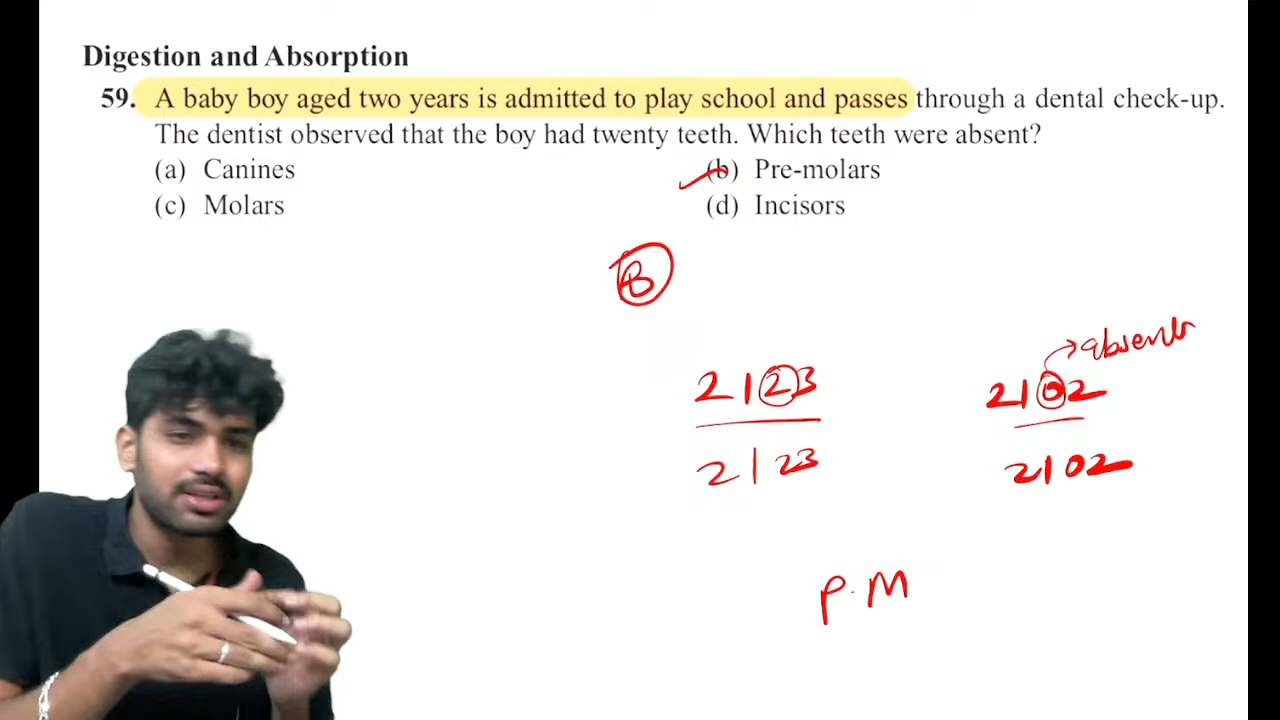 Digestion and Absorption
59. A baby boy aged two years is admitted to play school and passes through a dental check-up.
The dentist observed that the boy had twenty teeth. Which teeth were absent?
(a) Canines (b) Pre-molars
(c) Molars (d) Incisors
B
absent
2123 2102
2123 2102
P.M